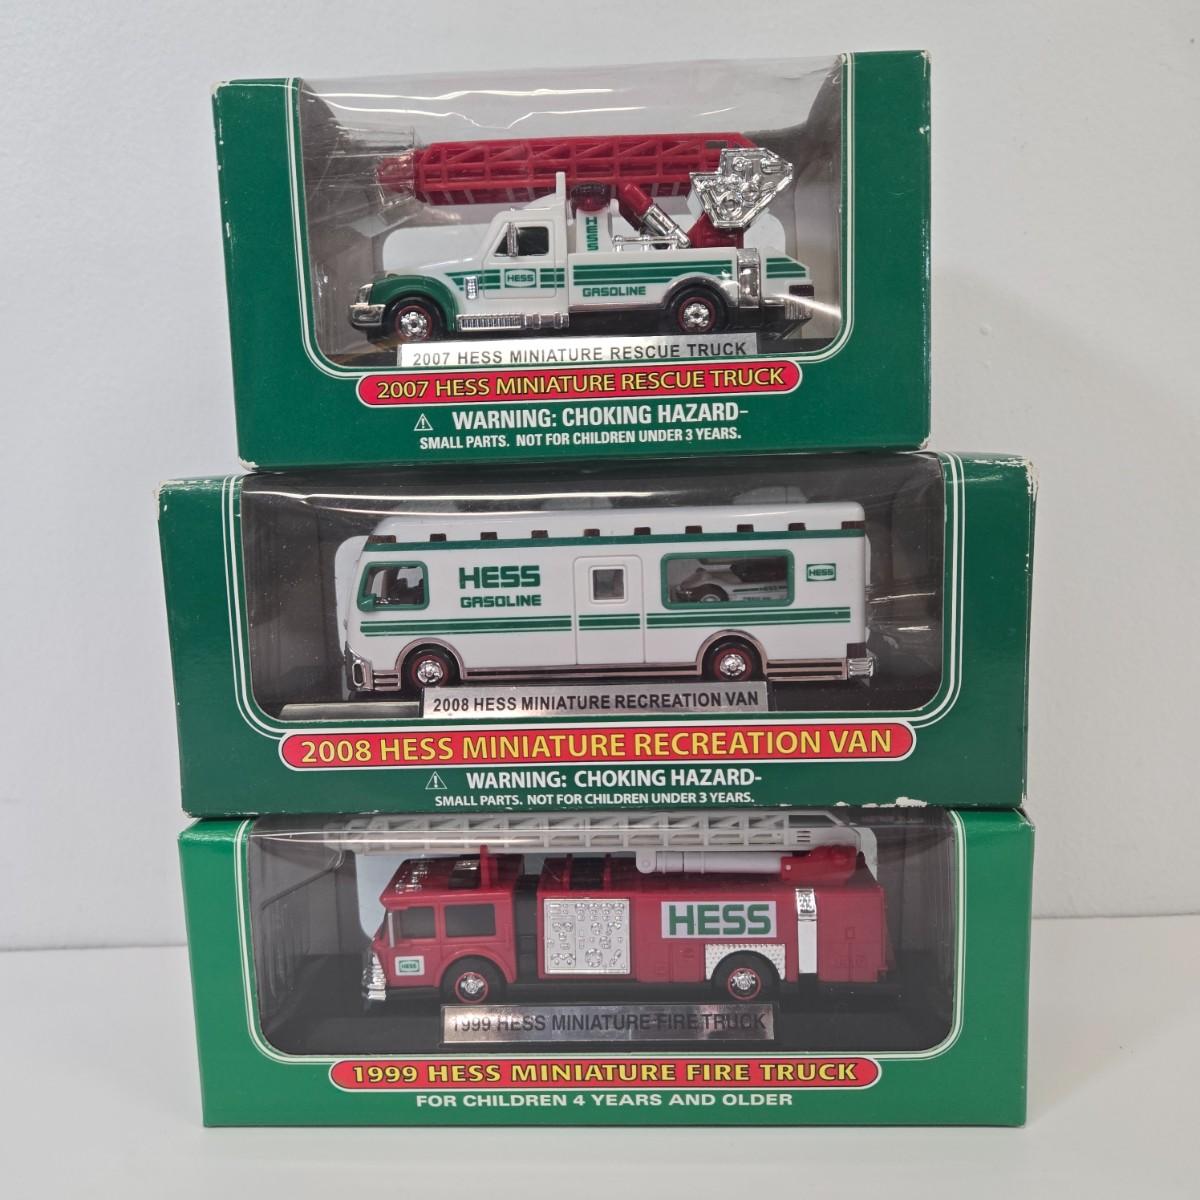 HESS
HESS
GASOLINE
2007 HESS MINIATURE RESCUE TRUCK
2007 HESS MINIATURE RESCUE TRUCK
WARNING: CHOKING HAZARD-
SMALL PARTS. NOT FOR CHILDREN UNDER 3 YEARS.
HESS
GASOLINE
HESS
HESS
2008 HESS MINIATURE RECREATION VAN
2008 HESS MINIATURE RECREATION VAN
WARNING: CHOKING HAZARD-
SMALL PARTS. NOT FOR CHILDREN UNDER 3 YEARS.
HESS
HESS
1999 HESS MINIATURE FIRE TRUCK
1999 HESS MINIATURE FIRE TRUCK
FOR CHILDREN 4 YEARS AND OLDER